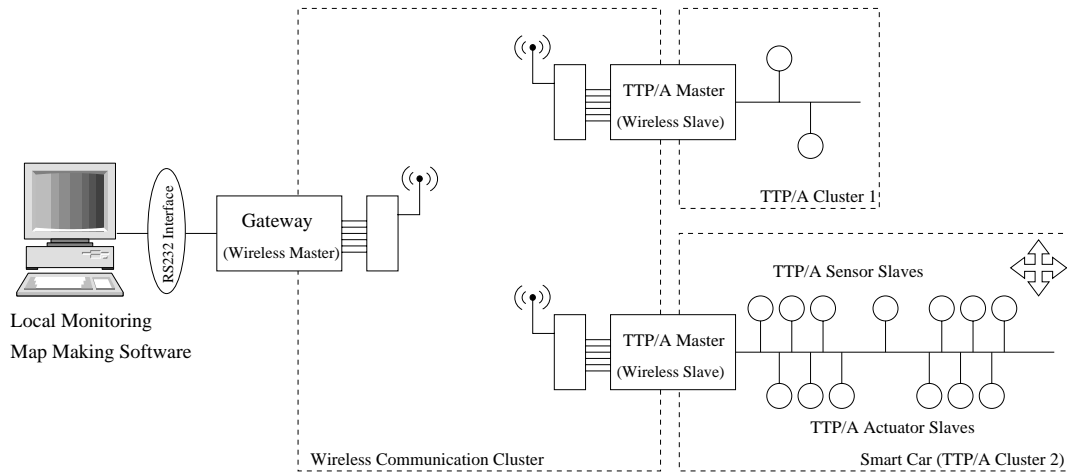 TTP/A Master
(Wireless Slave)
TTP/A Cluster 1
RS232 Interface
Gateway
(Wireless Master)
Local Monitoring
Map Making Software
TTP/A Sensor Slaves
TTP/A Master
(Wireless Slave)
TTP/A Actuator Slaves
Wireless Communication Cluster
Smart Car (TTP/A Cluster 2)